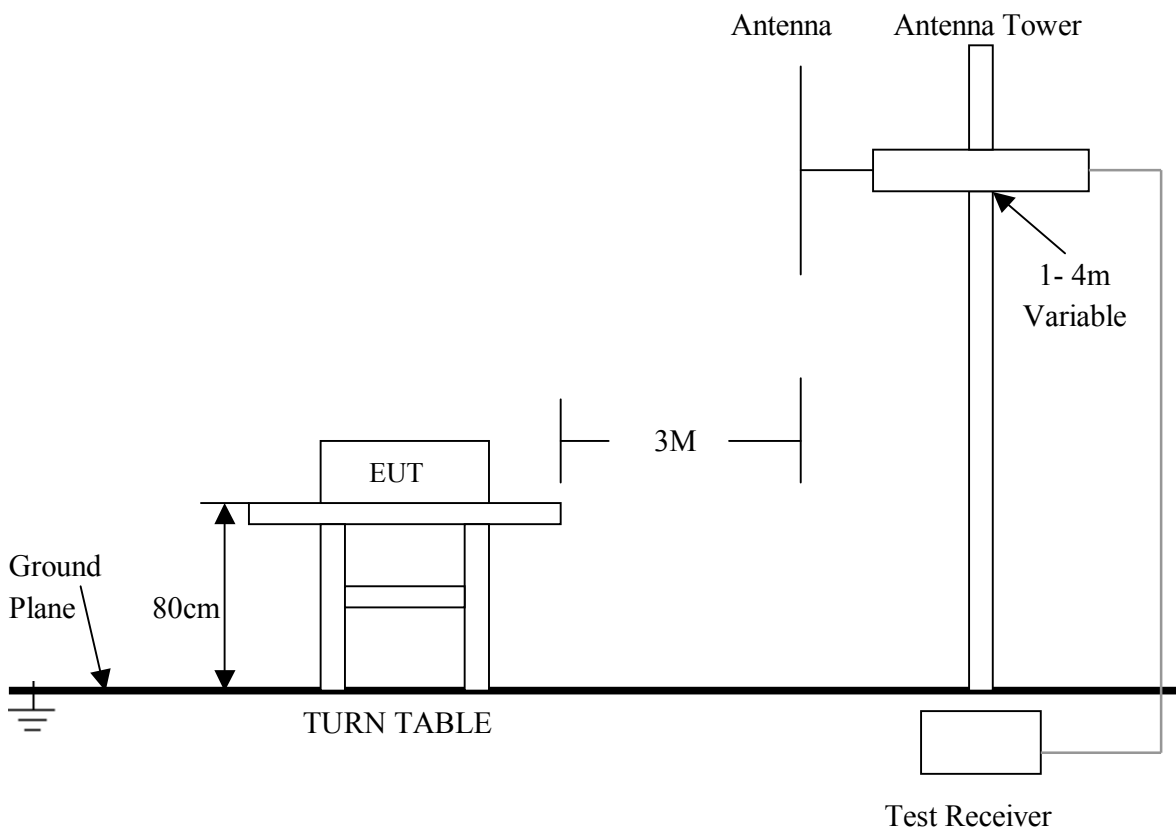 Antenna
Antenna Tower
1- 4m
Variable
3M
EUT
Ground
Plane
80cm
TURN TABLE
Test Receiver